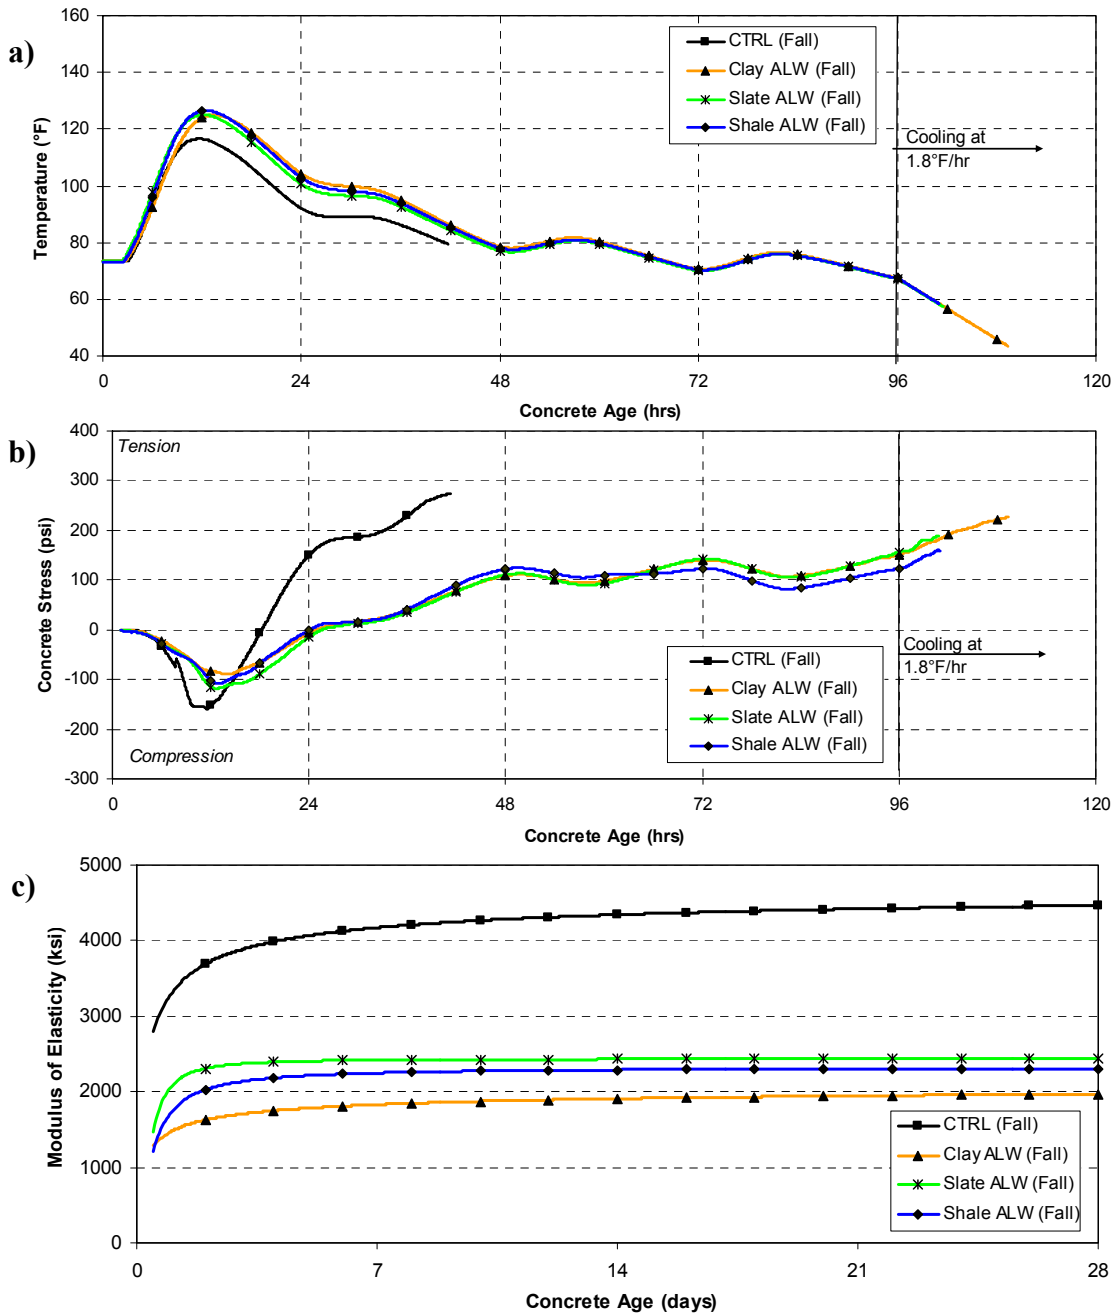 a)
Temperature (°F)
160
140
120
100
80
60
40
CTRL (Fall)
Clay ALW (Fall)
Slate ALW (Fall)
Shale ALW (Fall)
Cooling at
1.8°F/hr
0 24 48 72 96 120
Concrete Age (hrs)
b)
Concrete Stress (psi)
400
300
200
100
0
-100
-200
-300
Tension
Compression
CTRL (Fall)
Clay ALW (Fall)
Slate ALW (Fall)
Shale ALW (Fall)
Cooling at
1.8°F/hr
0 24 48 72 96 120
Concrete Age (hrs)
c)
Modulus of Elasticity (ksi)
5000
4000
3000
2000
1000
0
CTRL (Fall)
Clay ALW (Fall)
Slate ALW (Fall)
Shale ALW (Fall)
0 7 14 21 28
Concrete Age (days)